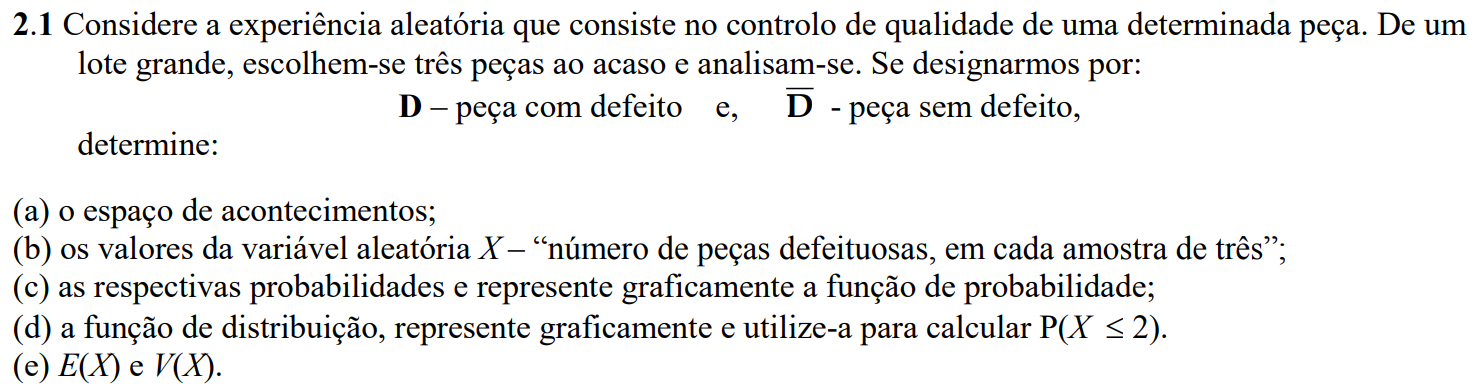 2.1 Considere a experiência aleatória que consiste no controlo de qualidade de uma determinada peça. De um
lote grande, escolhem-se três peças ao acaso e analisam-se. Se designarmos por:
D – peça com defeito e, D̅ - peça sem defeito,
determine:
(a) o espaço de acontecimentos;
(b) os valores da variável aleatória X – “número de peças defeituosas, em cada amostra de três”;
(c) as respectivas probabilidades e represente graficamente a função de probabilidade;
(d) a função de distribuição, represente graficamente e utilize-a para calcular P(X ≤ 2).
(e) E(X) e V(X).